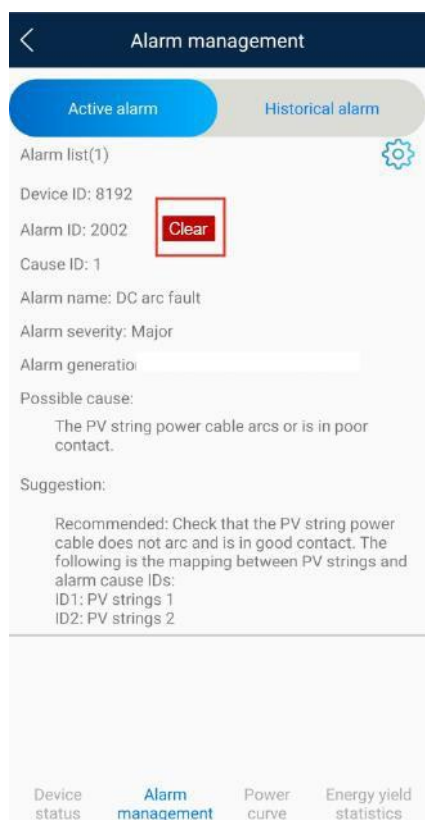 Alarm management
Active alarm Historical alarm
Alarm list(1)
Device ID: 8192
Alarm ID: 2002 Clear
Cause ID: 1
Alarm name: DC arc fault
Alarm severity: Major
Alarm generatio
Possible cause:
The PV string power cable arcs or is in poor
contact.
Suggestion:
Recommended: Check that the PV string power
cable does not arc and is in good contact. The
following is the mapping between PV strings and
alarm cause IDs:
ID1: PV strings 1
ID2: PV strings 2
Device Alarm Power Energy yield
status management curve statistics